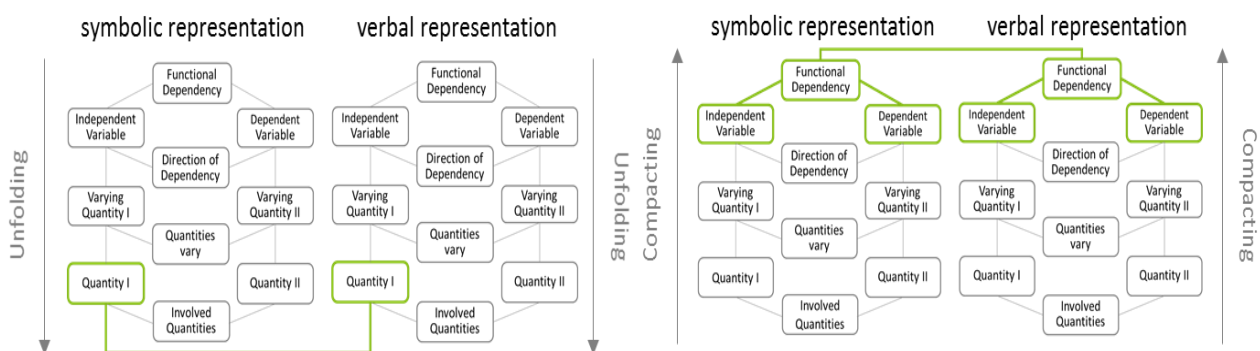 symbolic representation
verbal representation
Unfolding
Functional
Dependency
Independent
Variable
Dependent
Variable
Direction of
Dependency
Varying
Quantity I
Varying
Quantity II
Quantities
vary
Quantity I
Quantity II
Involved
Quantities
Functional
Dependency
Independent
Variable
Dependent
Variable
Direction of
Dependency
Varying
Quantity I
Varying
Quantity II
Quantities
vary
Quantity I
Quantity II
Involved
Quantities
Unfolding
symbolic representation
verbal representation
Compacting
Functional
Dependency
Independent
Variable
Dependent
Variable
Direction of
Dependency
Varying
Quantity I
Varying
Quantity II
Quantities
vary
Quantity I
Quantity II
Involved
Quantities
Functional
Dependency
Independent
Variable
Dependent
Variable
Direction of
Dependency
Varying
Quantity I
Varying
Quantity II
Quantities
vary
Quantity I
Quantity II
Involved
Quantities
Compacting